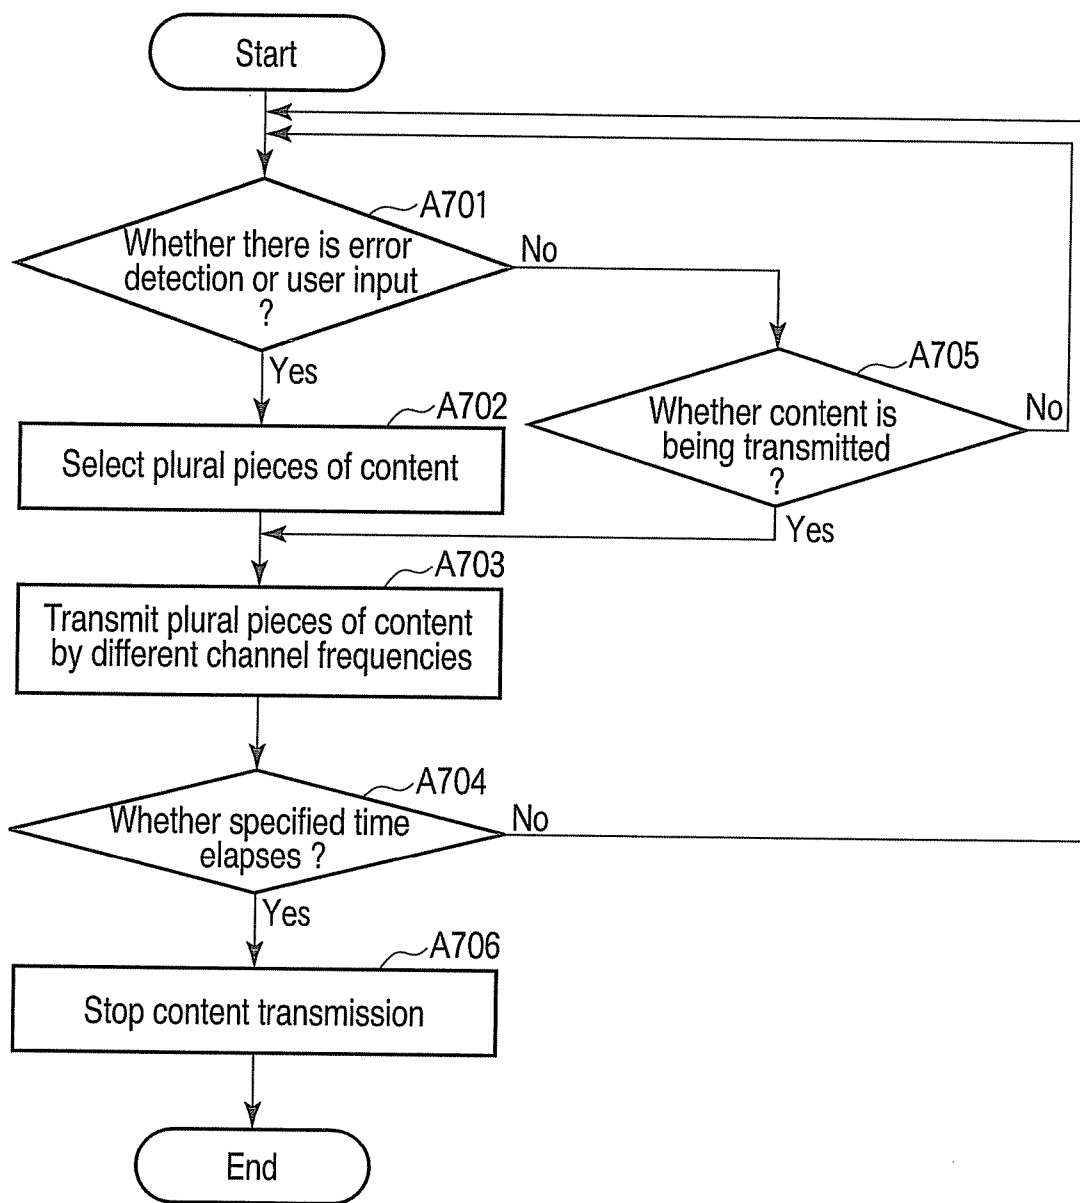 Start
A701
Whether there is error
detection or user input
?
No
Yes
A705
Whether content is
being transmitted
?
No
Yes
A702
Select plural pieces of content
A703
Transmit plural pieces of content
by different channel frequencies
A704
Whether specified time
elapses ?
No
Yes
A706
Stop content transmission
End